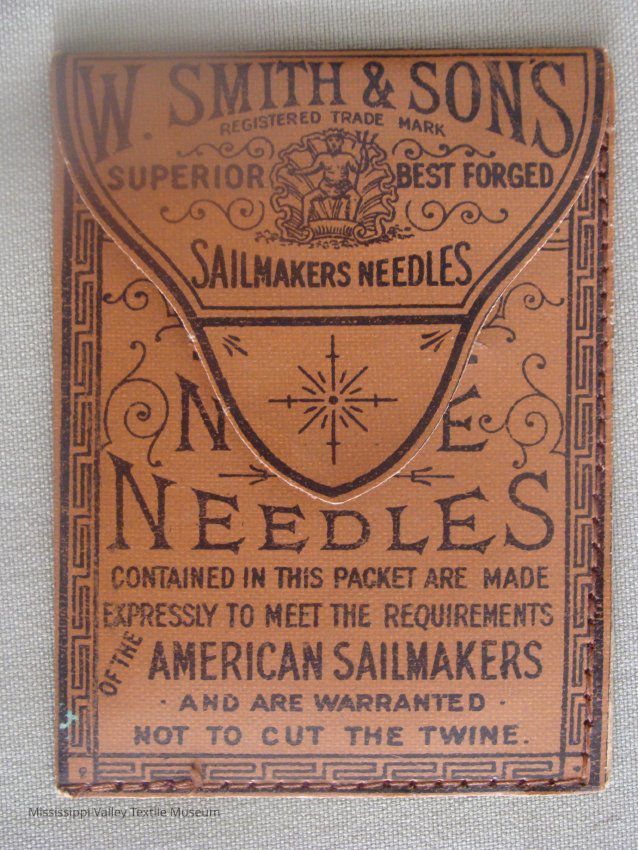 W. SMITH & SON'S
REGISTERED TRADE MARK
SUPERIOR BEST FORGED
SAILMAKERS NEEDLES
NEEDLES
CONTAINED IN THIS PACKET ARE MADE
EXPRESSLY TO MEET THE REQUIREMENTS
OF THE AMERICAN SAILMAKERS
· AND ARE WARRANTED ·
NOT TO CUT THE TWINE.
Mississippi Valley Textile Museum